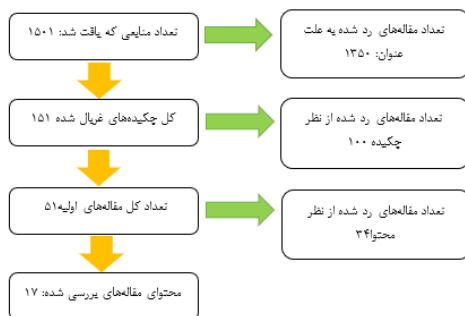 تعداد منابعی که یافت شد: ۱۵۰۱
تعداد مقاله‌های رد شده به علت
عنوان: ۱۳۵۰
کل چکیده‌های غربال شده ۱۵۱
تعداد مقاله‌های رد شده از نظر
چکیده ۱۰۰
تعداد کل مقاله‌های اولیه۵۱
تعداد مقاله‌های رد شده از نظر
محتوا۳۴
محتوای مقاله‌های بررسی شده: ۱۷